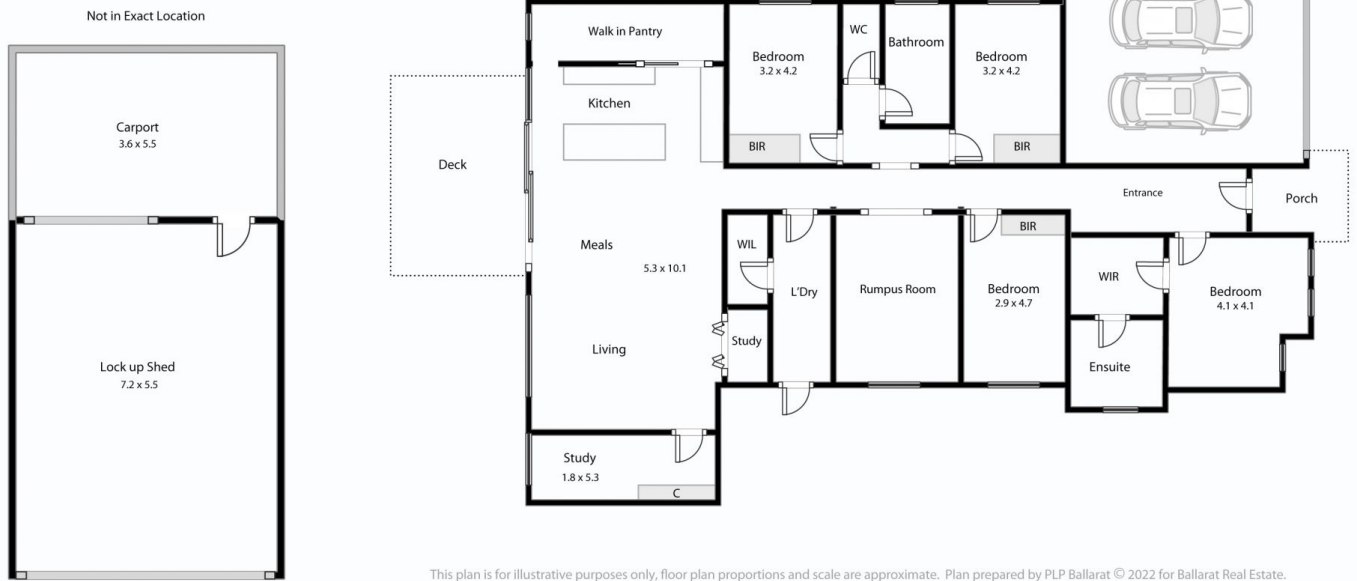 Not in Exact Location
Carport
3.6 x 5.5
Lock up Shed
7.2 x 5.5
Deck
Walk in Pantry
Kitchen
Meals
5.3 x 10.1
Living
Study
1.8 x 5.3
C
Bedroom
3.2 x 4.2
BIR
WC
Bathroom
Bedroom
3.2 x 4.2
BIR
Entrance
Porch
WIL
Study
L'Dry
Rumpus Room
BIR
Bedroom
2.9 x 4.7
WIR
Ensuite
Bedroom
4.1 x 4.1
This plan is for illustrative purposes only, floor plan proportions and scale are approximate. Plan prepared by PLP Ballarat © 2022 for Ballarat Real Estate.